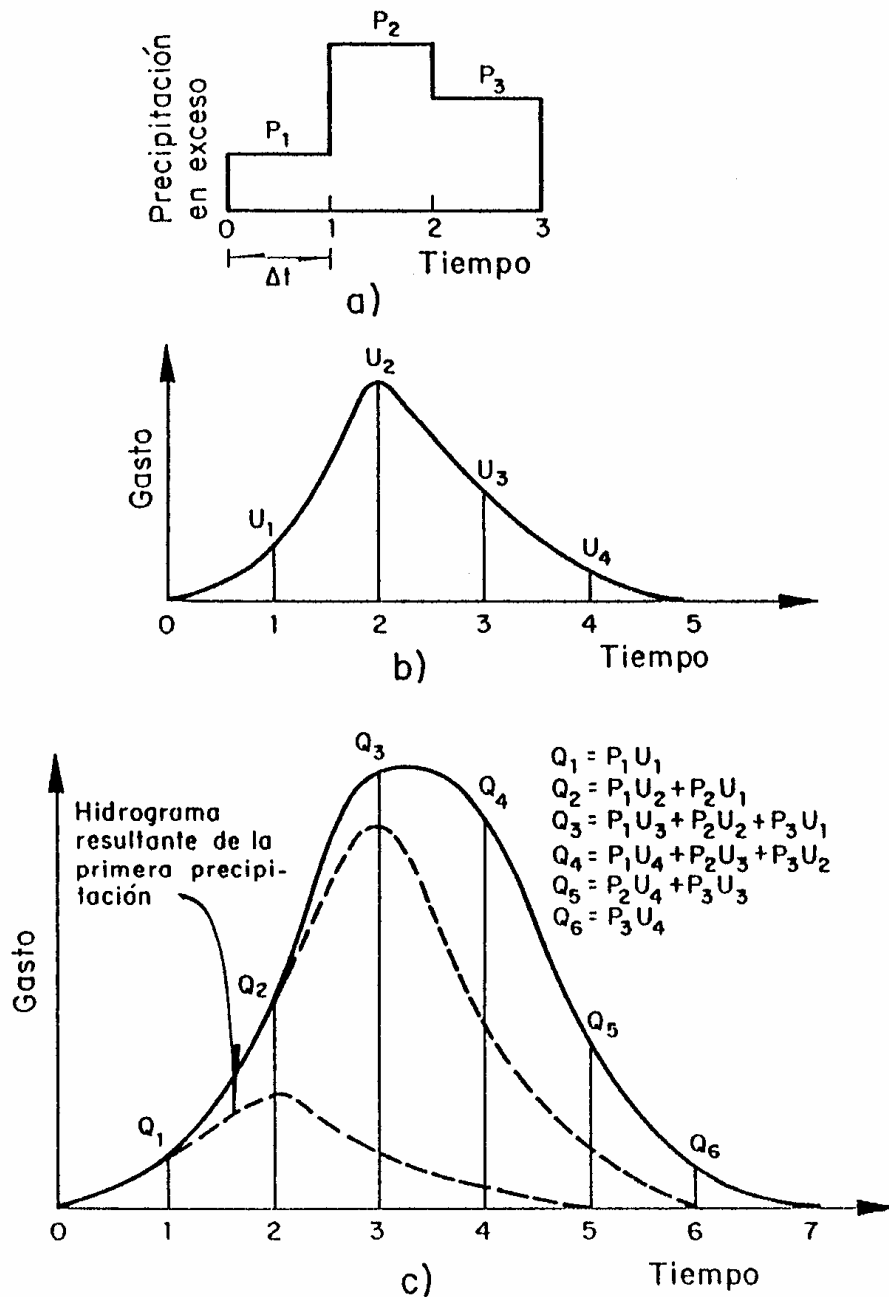 Precipitación
en exceso
P₁
P₂
P₃
0 1 2 3
Δt
Tiempo
a)
Gasto
U₁
U₂
U₃
U₄
0 1 2 3 4 5
Tiempo
b)
Gasto
Hidrograma
resultante de la
primera precipi-
tación
Q₁
Q₂
Q₃
Q₄
Q₅
Q₆
Q₁ = P₁U₁
Q₂ = P₁U₂ + P₂U₁
Q₃ = P₁U₃ + P₂U₂ + P₃U₁
Q₄ = P₁U₄ + P₂U₃ + P₃U₂
Q₅ = P₂U₄ + P₃U₃
Q₆ = P₃U₄
0 1 2 3 4 5 6 7
Tiempo
c)